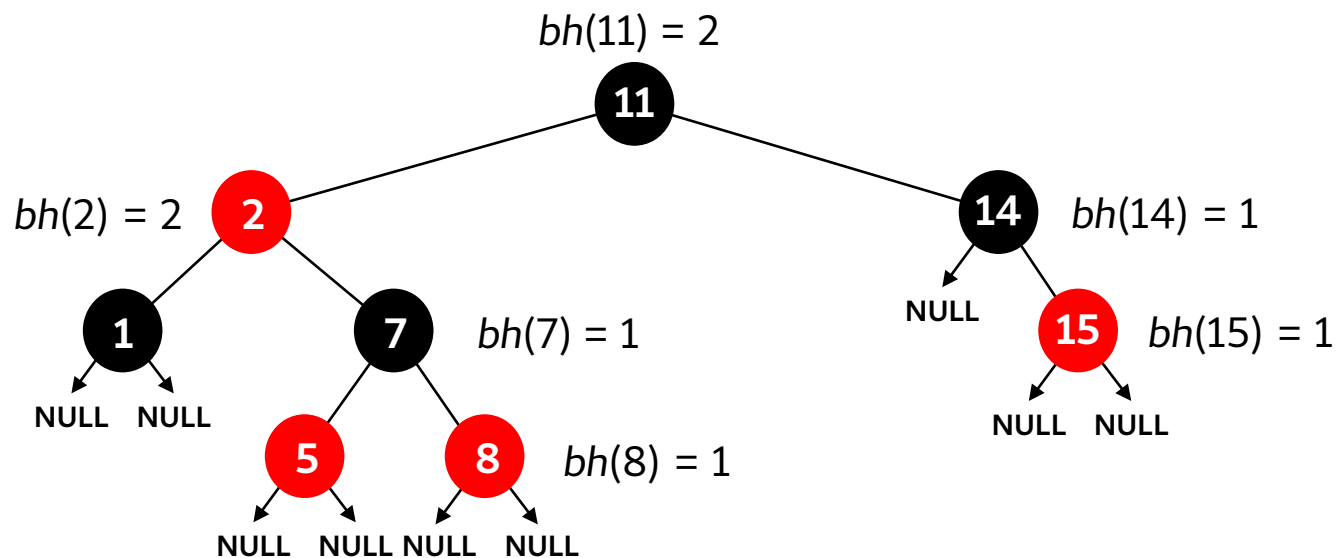 bh(11) = 2
11
bh(2) = 2
2
14
bh(14) = 1
NULL
1
7
bh(7) = 1
15
bh(15) = 1
NULL NULL
NULL NULL
5
8
bh(8) = 1
NULL NULL NULL NULL